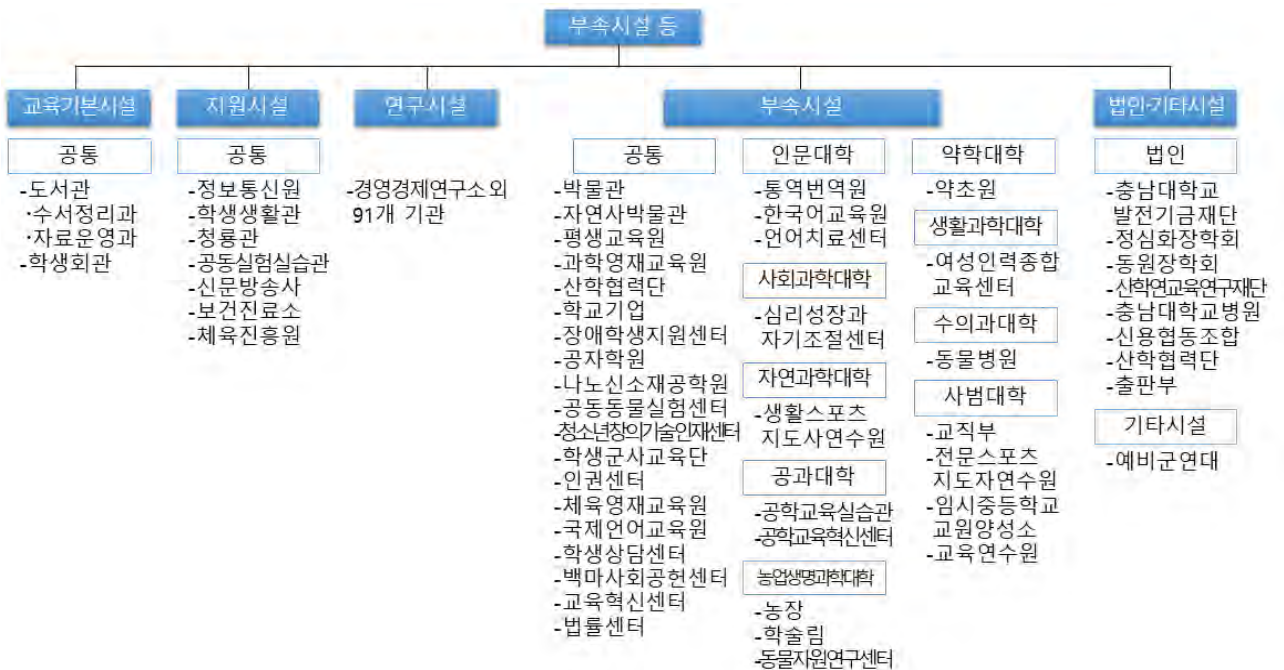 부속시설 등
교육기본시설
공통
-도서관
·수서정리과
·자료운영과
-학생회관
지원시설
공통
-정보통신원
-학생생활관
-청룡관
-공동실험실습관
-신문방송사
-보건진료소
-체육진흥원
연구시설
-경영경제연구소 외
91개 기관
부속시설
공통
-박물관
-자연사박물관
-평생교육원
-과학영재교육원
-산학협력단
-학교기업
-장애학생지원센터
-공자학원
-나노신소재공학원
-공동동물실험센터
-청소년창의기술인재센터
-학생군사교육단
-인권센터
-체육영재교육원
-국제언어교육원
-학생상담센터
-백마사회공헌센터
-교육혁신센터
-법률센터
인문대학
-통역번역원
-한국어교육원
-언어치료센터
사회과학대학
-심리성장과
자기조절센터
자연과학대학
-생활스포츠
지도사연수원
공과대학
-공학교육실습관
-공학교육혁신센터
농업생명과학대학
-농장
-학술림
-동물자원연구센터
약학대학
-약초원
생활과학대학
-여성인력종합
교육센터
수의과대학
-동물병원
사범대학
-교직부
-전문스포츠
지도자연수원
-임시중등학교
교원양성소
-교육연수원
법인·기타시설
법인
-충남대학교
발전기금재단
-정심화장학회
-동원장학회
-산학연교육연구재단
-충남대학교병원
-신용협동조합
-산학협력단
-출판부
기타시설
-예비군연대